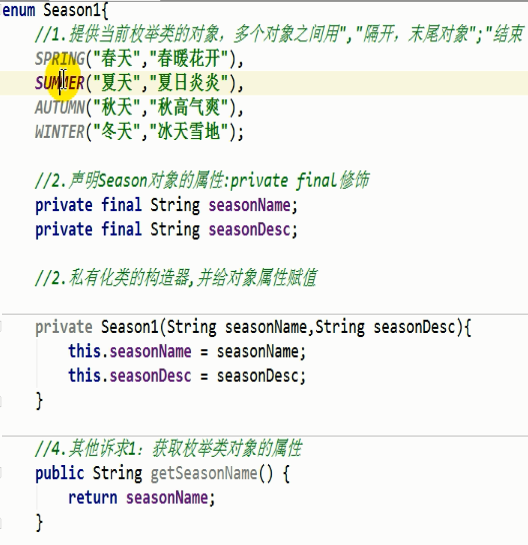 enum Season1{
//1.提供当前枚举类的对象，多个对象之间用","隔开，末尾对象";"结束
SPRING("春天","春暖花开"),
SUMMER("夏天","夏日炎炎"),
AUTUMN("秋天","秋高气爽"),
WINTER("冬天","冰天雪地");
//2.声明Season对象的属性:private final修饰
private final String seasonName;
private final String seasonDesc;
//2.私有化类的构造器,并给对象属性赋值
private Season1(String seasonName,String seasonDesc){
this.seasonName = seasonName;
this.seasonDesc = seasonDesc;
}
//4.其他诉求1：获取枚举类对象的属性
public String getSeasonName() {
return seasonName;
}